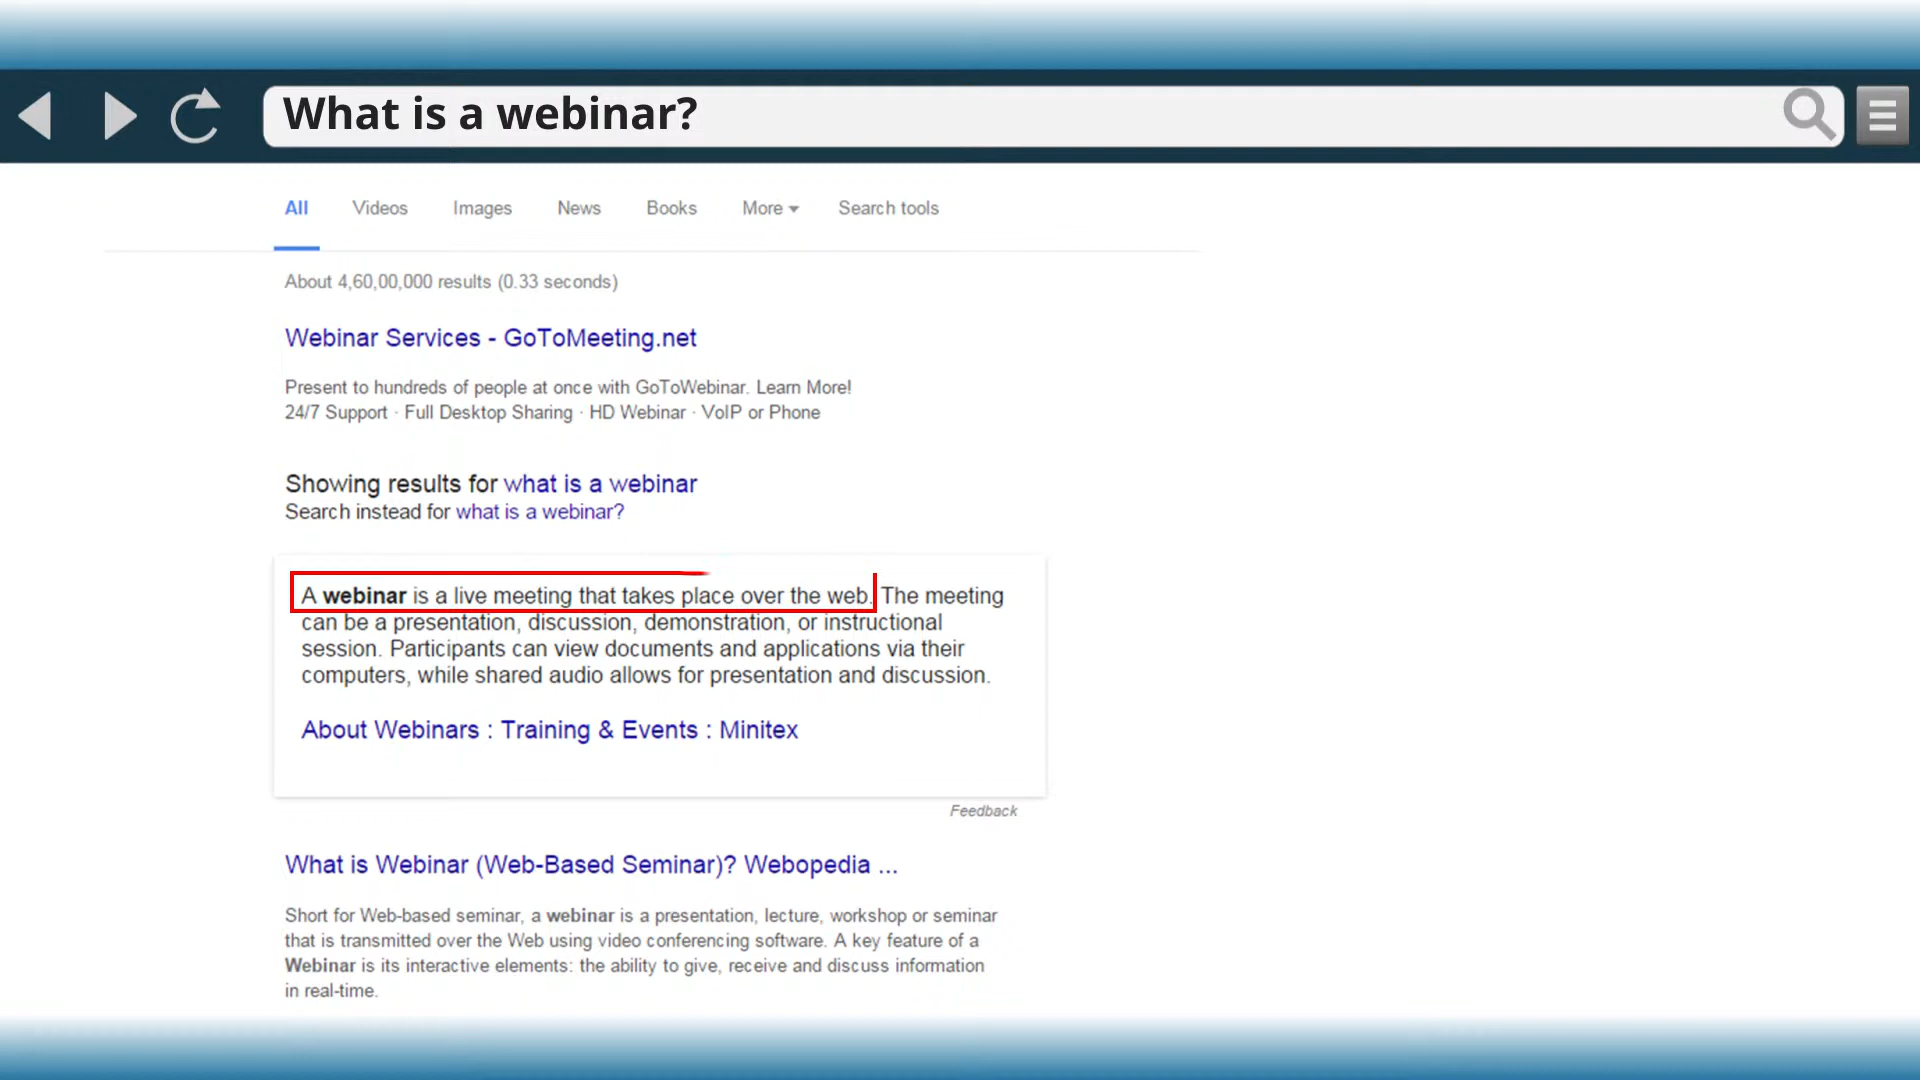 What is a webinar?
All Videos Images News Books More Search tools
About 4,60,00,000 results (0.33 seconds)
Webinar Services - GoToMeeting.net
Present to hundreds of people at once with GoToWebinar. Learn More!
24/7 Support · Full Desktop Sharing · HD Webinar · VoIP or Phone
Showing results for what is a webinar
Search instead for what is a webinar?
A webinar is a live meeting that takes place over the web. The meeting
can be a presentation, discussion, demonstration, or instructional
session. Participants can view documents and applications via their
computers, while shared audio allows for presentation and discussion.
About Webinars : Training & Events : Minitex
Feedback
What is Webinar (Web-Based Seminar)? Webopedia ...
Short for Web-based seminar, a webinar is a presentation, lecture, workshop or seminar
that is transmitted over the Web using video conferencing software. A key feature of a
Webinar is its interactive elements: the ability to give, receive and discuss information
in real-time.